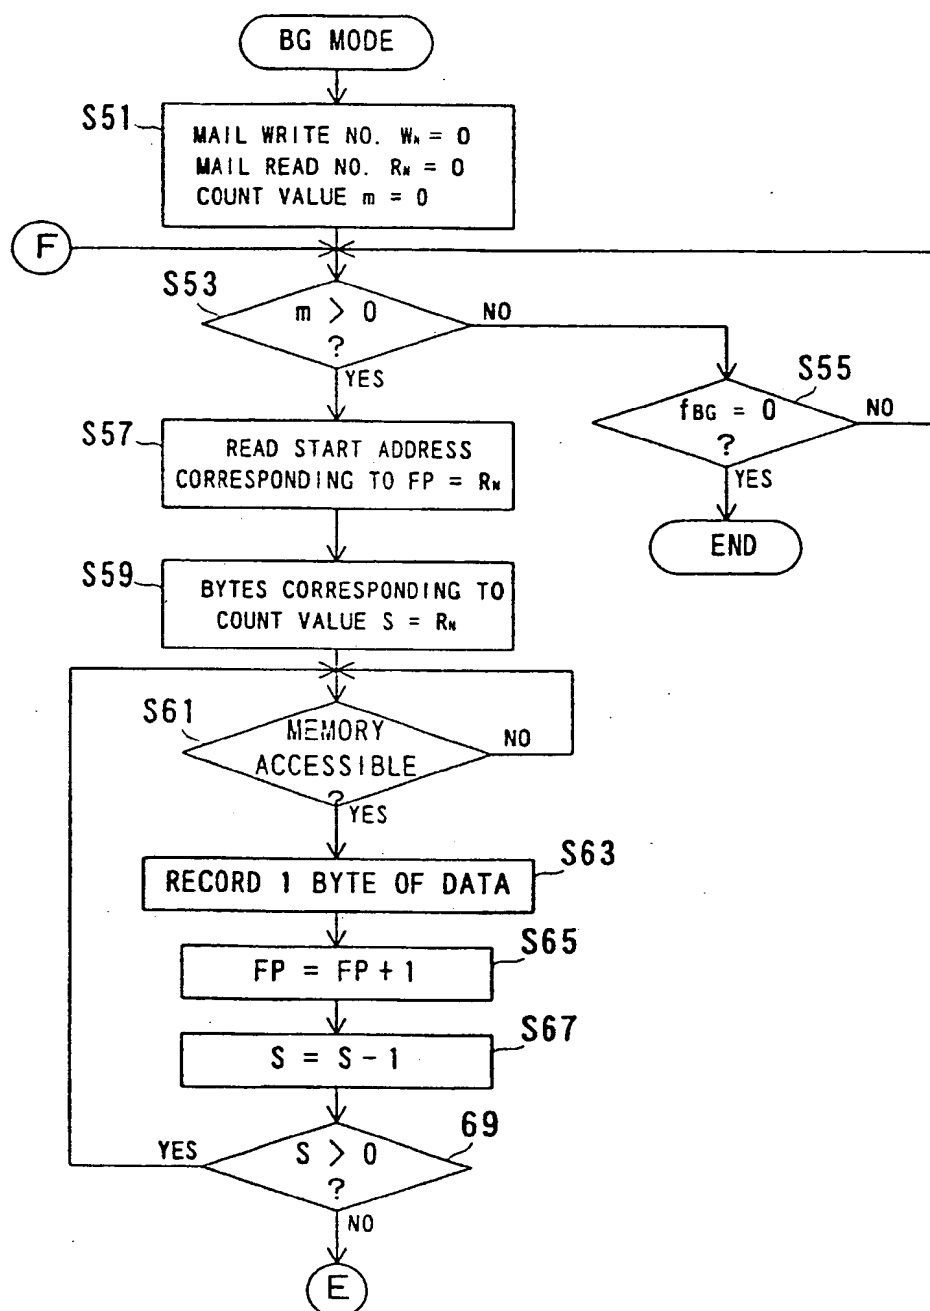 BG MODE
S51
MAIL WRITE NO. WN = 0
MAIL READ NO. RN = 0
COUNT VALUE m = 0
F
S53
m > 0
?
NO
YES
S55
fBG = 0
?
NO
YES
END
S57
READ START ADDRESS
CORRESPONDING TO FP = RN
S59
BYTES CORRESPONDING TO
COUNT VALUE S = RN
S61
MEMORY
ACCESSIBLE
?
NO
YES
S63
RECORD 1 BYTE OF DATA
S65
FP = FP + 1
S67
S = S - 1
69
S > 0
?
YES
NO
E